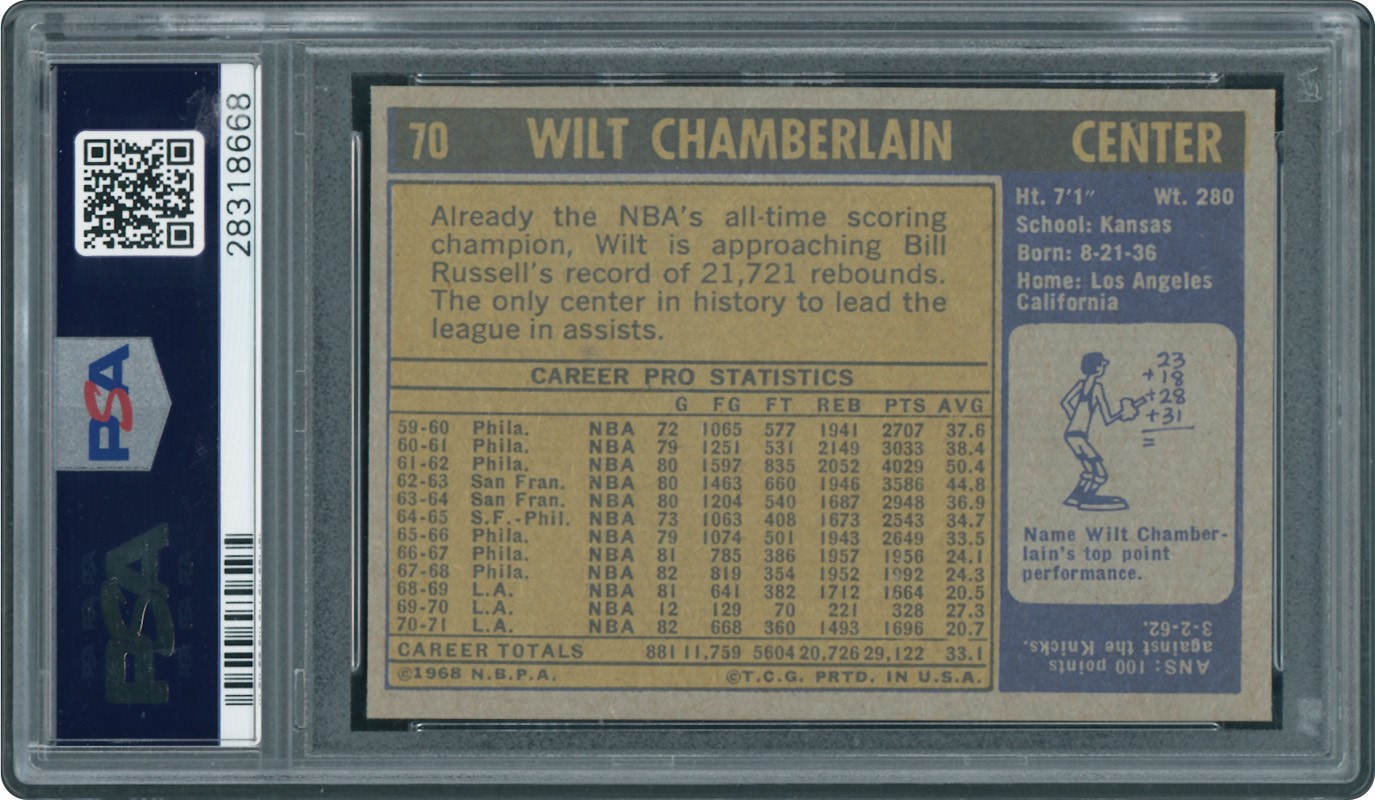 28318668
PSA
PSA
70 WILT CHAMBERLAIN CENTER
Already the NBA's all-time scoring
champion, Wilt is approaching Bill
Russell's record of 21,721 rebounds.
The only center in history to lead the
league in assists.
CAREER PRO STATISTICS
G FG FT REB PTS AVG
59-60 Phila. NBA 72 1065 577 1941 2707 37.6
60-61 Phila. NBA 79 1251 531 2149 3033 38.4
61-62 Phila. NBA 80 1597 835 2052 4029 50.4
62-63 San Fran. NBA 80 1463 660 1946 3586 44.8
63-64 San Fran. NBA 80 1204 540 1687 2948 36.9
64-65 S.F.-Phil. NBA 73 1063 408 1673 2543 34.7
65-66 Phila. NBA 79 1074 501 1943 2649 33.5
66-67 Phila. NBA 81 785 386 1957 1956 24.1
67-68 Phila. NBA 82 819 354 1952 1992 24.3
68-69 L.A. NBA 81 641 382 1712 1664 20.5
69-70 L.A. NBA 12 129 70 221 328 27.3
70-71 L.A. NBA 82 668 360 1493 1696 20.7
CAREER TOTALS 881 11,759 5604 20,726 29,122 33.1
©1968 N.B.P.A. ©T.C.G. PRTD. IN U.S.A.
Ht. 7'1" Wt. 280
School: Kansas
Born: 8-21-36
Home: Los Angeles
California
23
+18
+28
+31
=
Name Wilt Chamber-
lain's top point
performance.
ANS: 100 points
against the Knicks.
3-2-62.